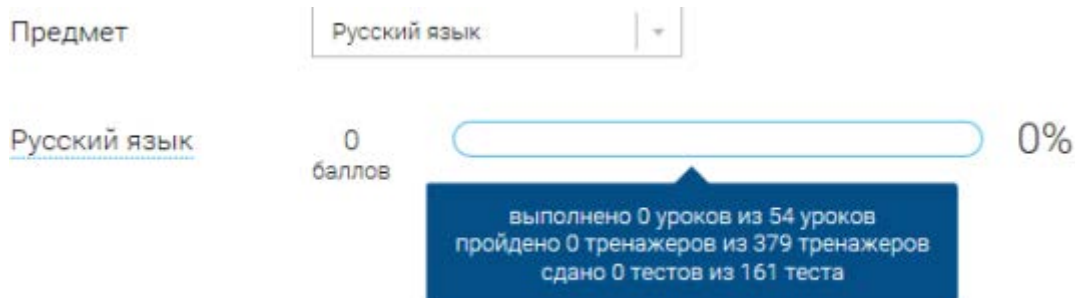 Предмет
Русский язык
Русский язык
0
баллов
0%
выполнено 0 уроков из 54 уроков
пройдено 0 тренажеров из 379 тренажеров
сдано 0 тестов из 161 теста